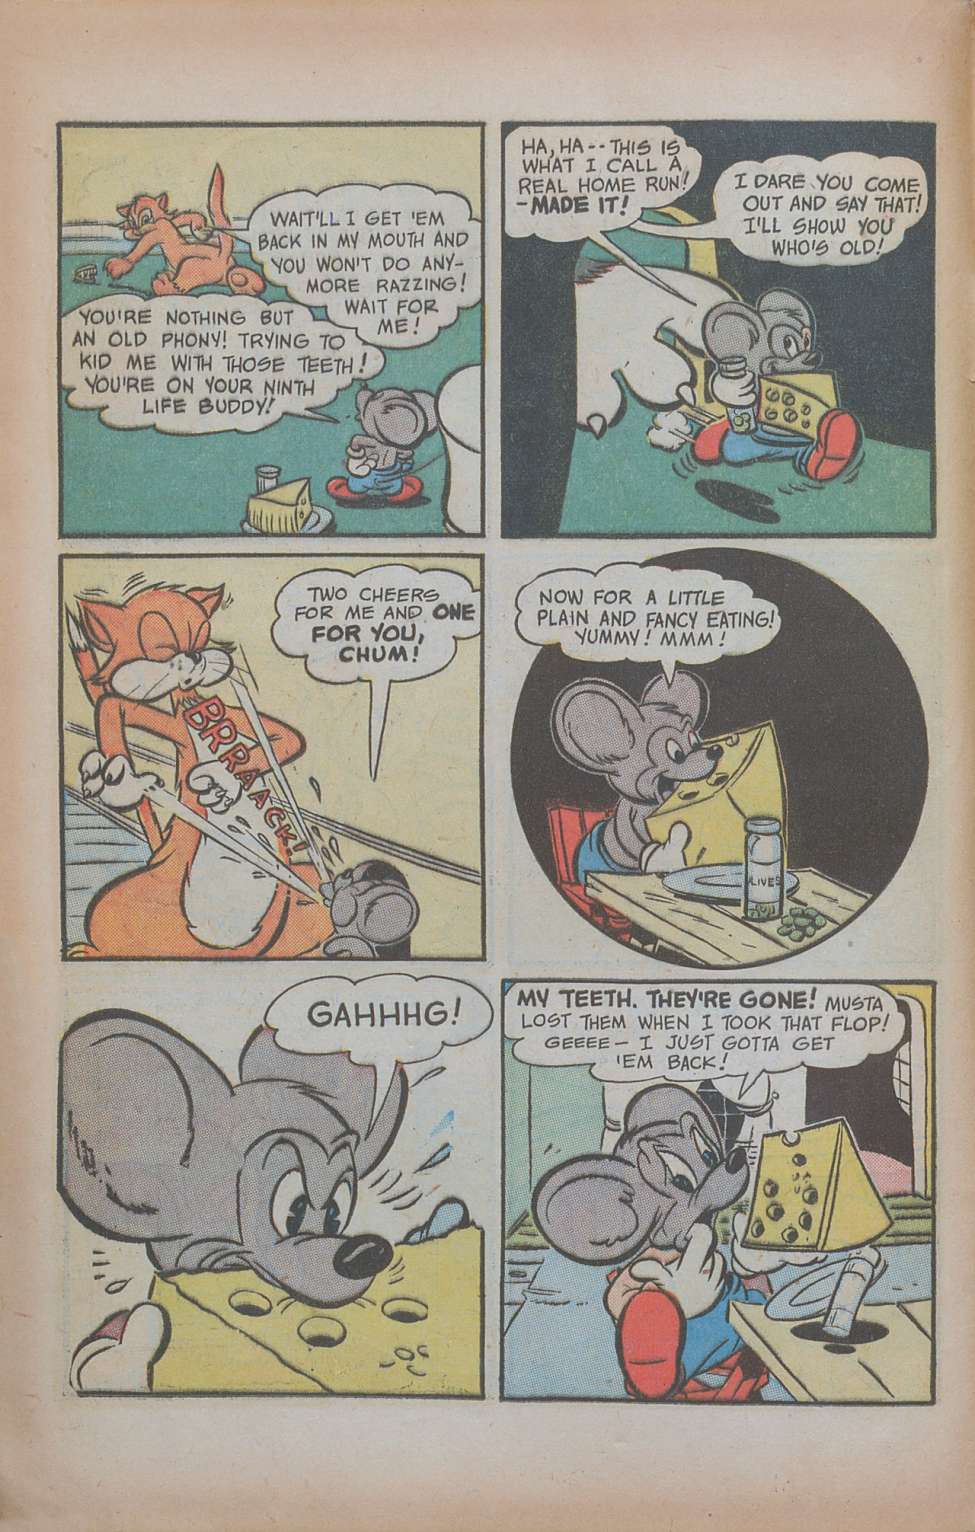 WAIT'LL I GET 'EM
BACK IN MY MOUTH AND
YOU WON'T DO ANY-
MORE RAZZING!
WAIT FOR
ME!
YOU'RE NOTHING BUT
AN OLD PHONY! TRYING TO
KID ME WITH THOSE TEETH!
YOU'RE ON YOUR NINTH
LIFE BUDDY!
HA, HA -- THIS IS
WHAT I CALL A
REAL HOME RUN!
-MADE IT!
I DARE YOU COME
OUT AND SAY THAT!
I'LL SHOW YOU
WHO'S OLD!
TWO CHEERS
FOR ME AND ONE
FOR YOU,
CHUM!
BRRAACK!
NOW FOR A LITTLE
PLAIN AND FANCY EATING!
YUMMY! MMM!
OLIVES
GAHHHG!
MY TEETH. THEY'RE GONE! MUSTA
LOST THEM WHEN I TOOK THAT FLOP!
GEEEE - I JUST GOTTA GET
'EM BACK!